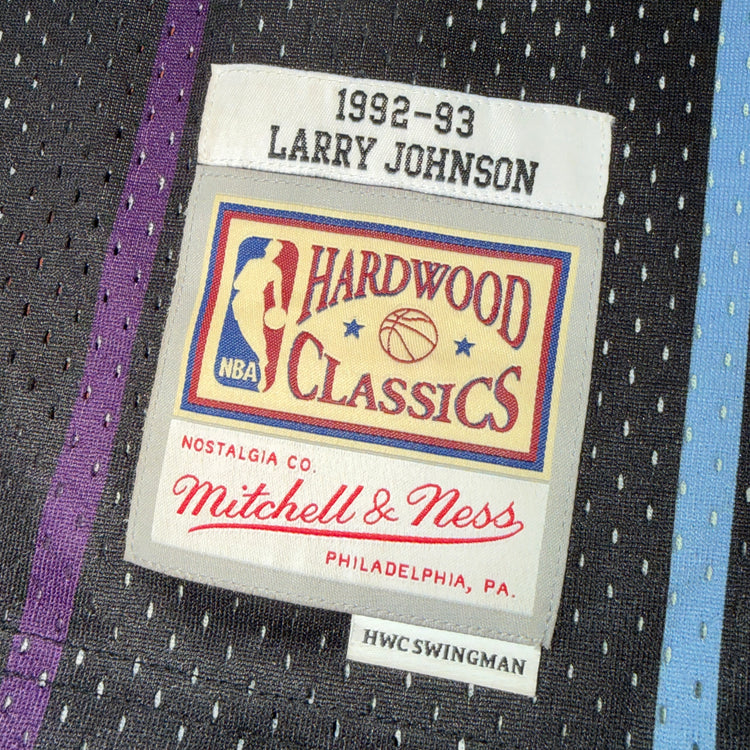 1992-93
LARRY JOHNSON
HARDWOOD
NBA
CLASSICS
NOSTALGIA CO.
Mitchell & Ness
PHILADELPHIA, PA.
HWC SWINGMAN